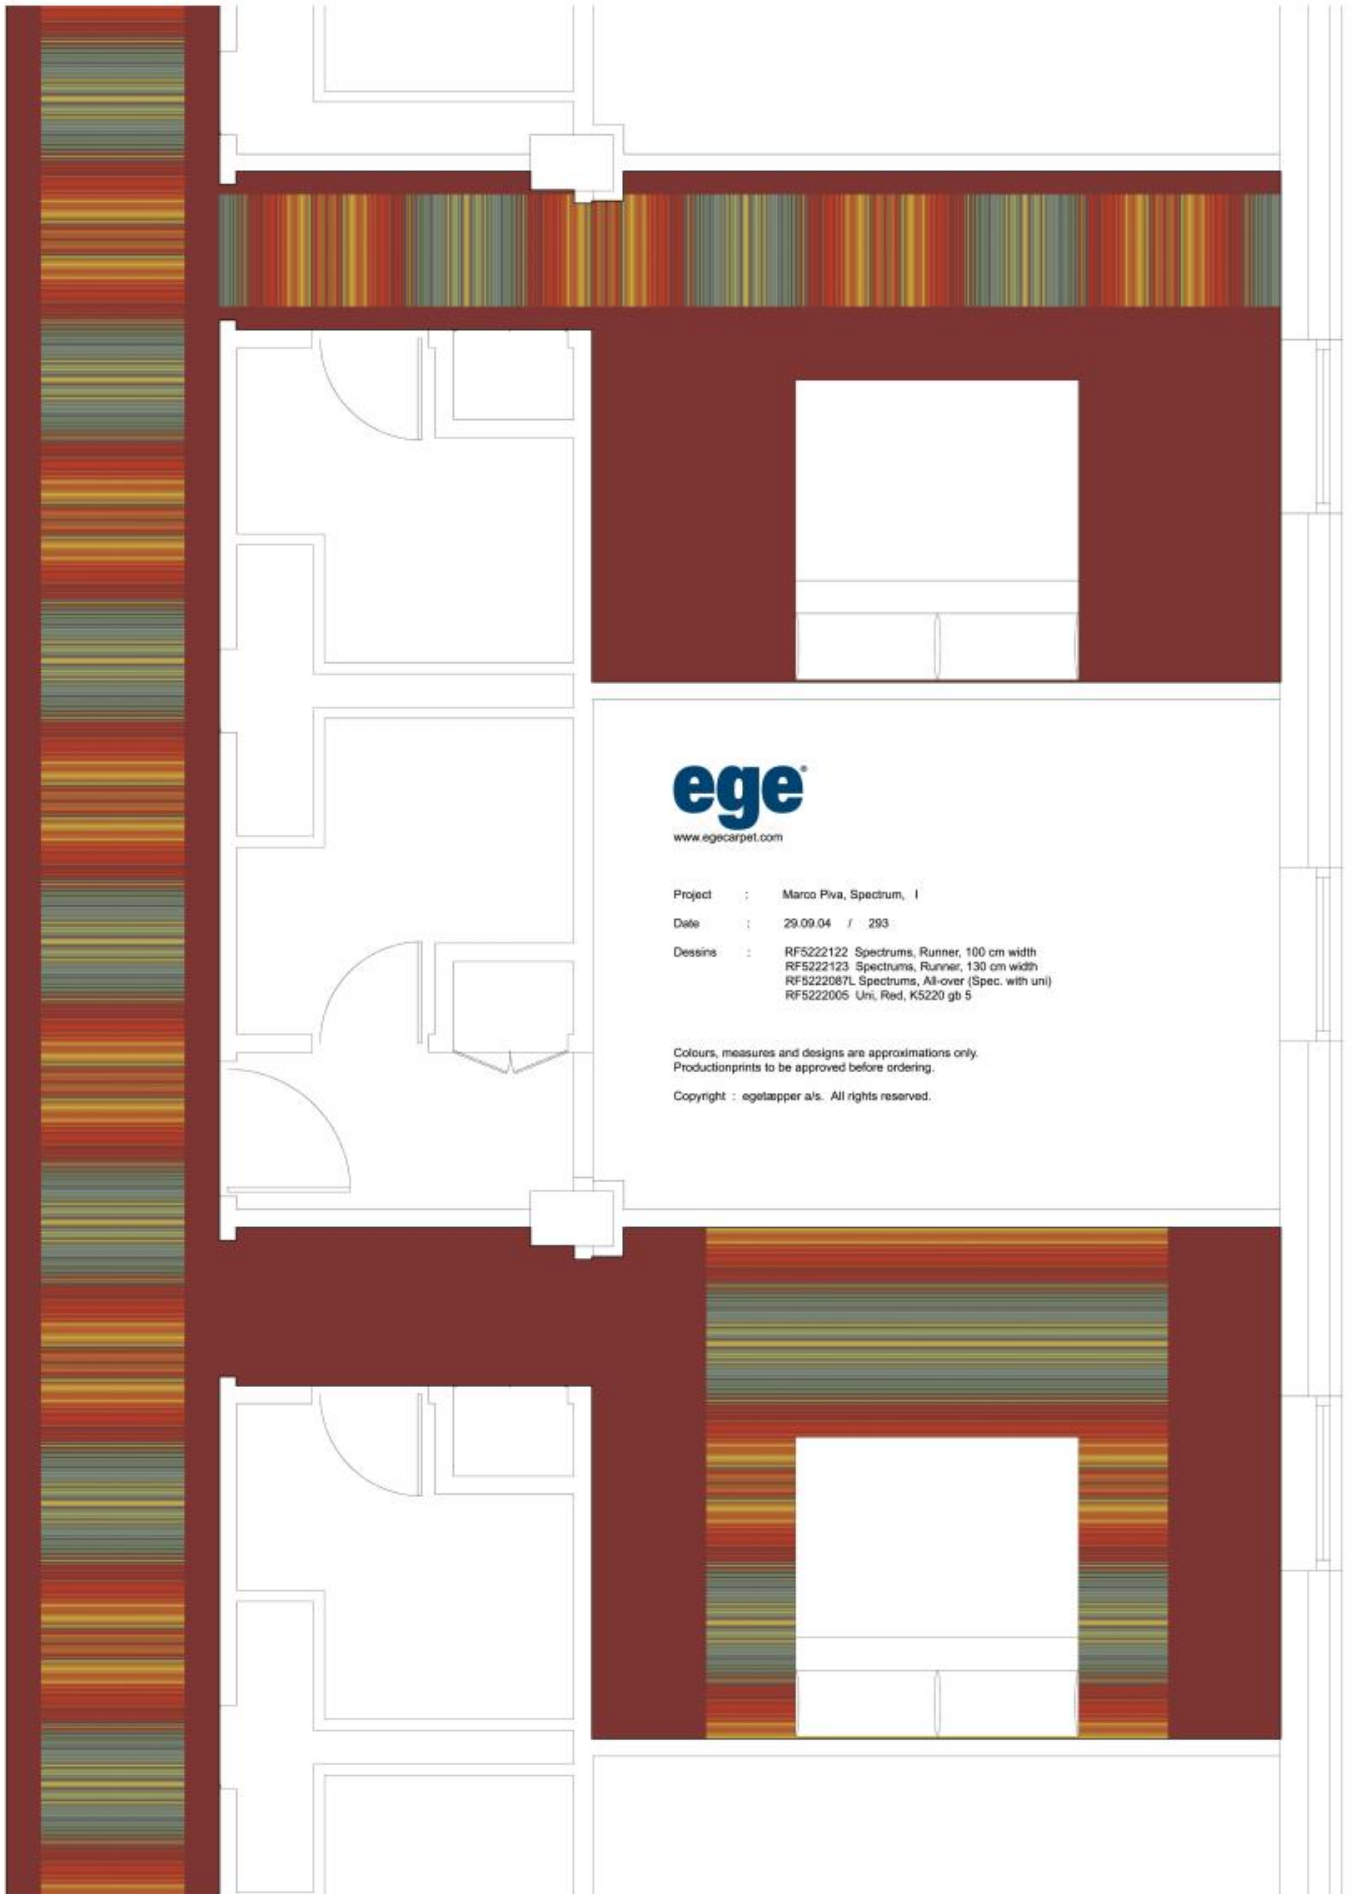 ege®
www.egecarpet.com
Project : Marco Piva, Spectrum, I
Date : 29.09.04 / 293
Dessins : RF5222122 Spectrums, Runner, 100 cm width
RF5222123 Spectrums, Runner, 130 cm width
RF5222087L Spectrums, All-over (Spec. with uni)
RF5222005 Uni, Red, K5220 gb 5
Colours, measures and designs are approximations only.
Productionprints to be approved before ordering.
Copyright : egetæpper a/s. All rights reserved.